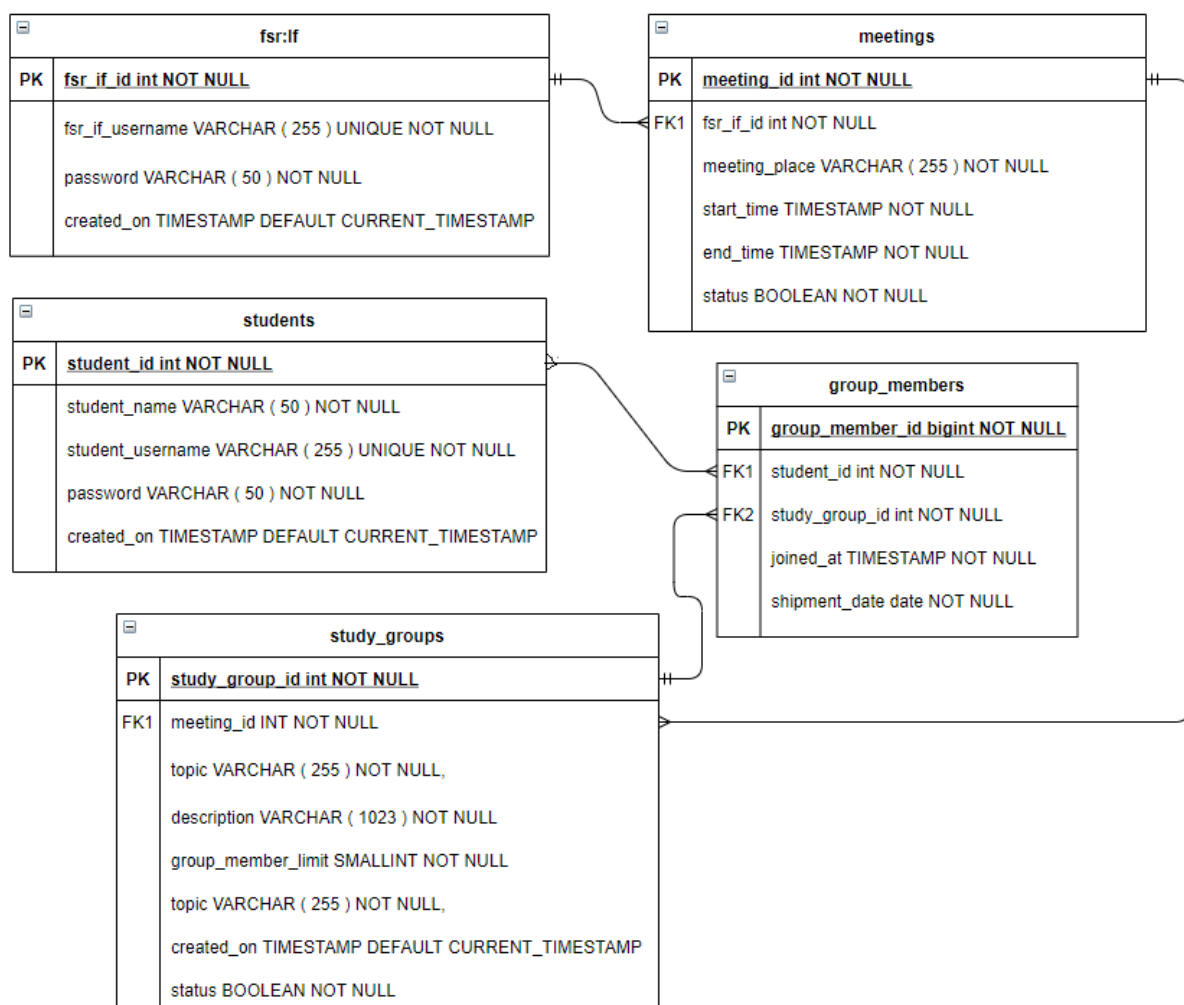 fsr:If
PK fsr_if_id int NOT NULL
fsr_if_username VARCHAR ( 255 ) UNIQUE NOT NULL
password VARCHAR ( 50 ) NOT NULL
created_on TIMESTAMP DEFAULT CURRENT_TIMESTAMP
meetings
PK meeting_id int NOT NULL
FK1 fsr_if_id int NOT NULL
meeting_place VARCHAR ( 255 ) NOT NULL
start_time TIMESTAMP NOT NULL
end_time TIMESTAMP NOT NULL
status BOOLEAN NOT NULL
students
PK student_id int NOT NULL
student_name VARCHAR ( 50 ) NOT NULL
student_username VARCHAR ( 255 ) UNIQUE NOT NULL
password VARCHAR ( 50 ) NOT NULL
created_on TIMESTAMP DEFAULT CURRENT_TIMESTAMP
group_members
PK group_member_id bigint NOT NULL
FK1 student_id int NOT NULL
FK2 study_group_id int NOT NULL
joined_at TIMESTAMP NOT NULL
shipment_date date NOT NULL
study_groups
PK study_group_id int NOT NULL
FK1 meeting_id INT NOT NULL
topic VARCHAR ( 255 ) NOT NULL,
description VARCHAR ( 1023 ) NOT NULL
group_member_limit SMALLINT NOT NULL
topic VARCHAR ( 255 ) NOT NULL,
created_on TIMESTAMP DEFAULT CURRENT_TIMESTAMP
status BOOLEAN NOT NULL